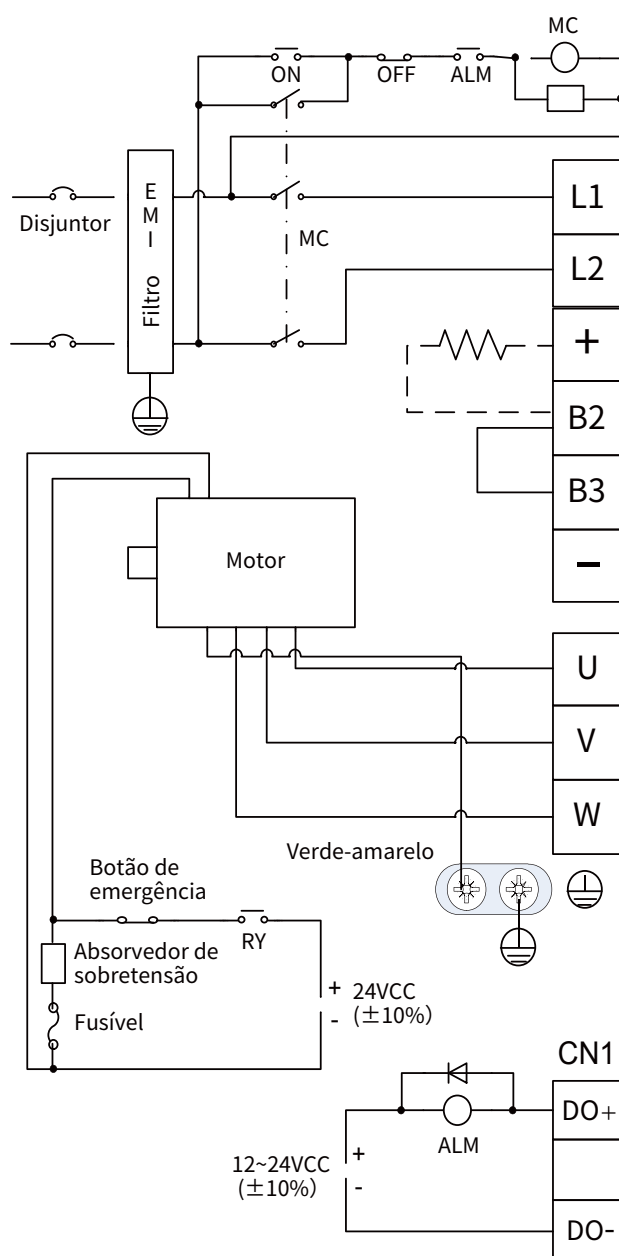 MC
ON
OFF
ALM
EMI Filtro
Disjuntor
MC
L1
L2
+
B2
B3
-
Motor
U
V
W
Verde-amarelo
Botão de
emergência
RY
Absorvedor de
sobretensão
Fusível
+
24VCC
(±10%)
-
CN1
DO+
ALM
12~24VCC
(±10%)
+
-
DO-